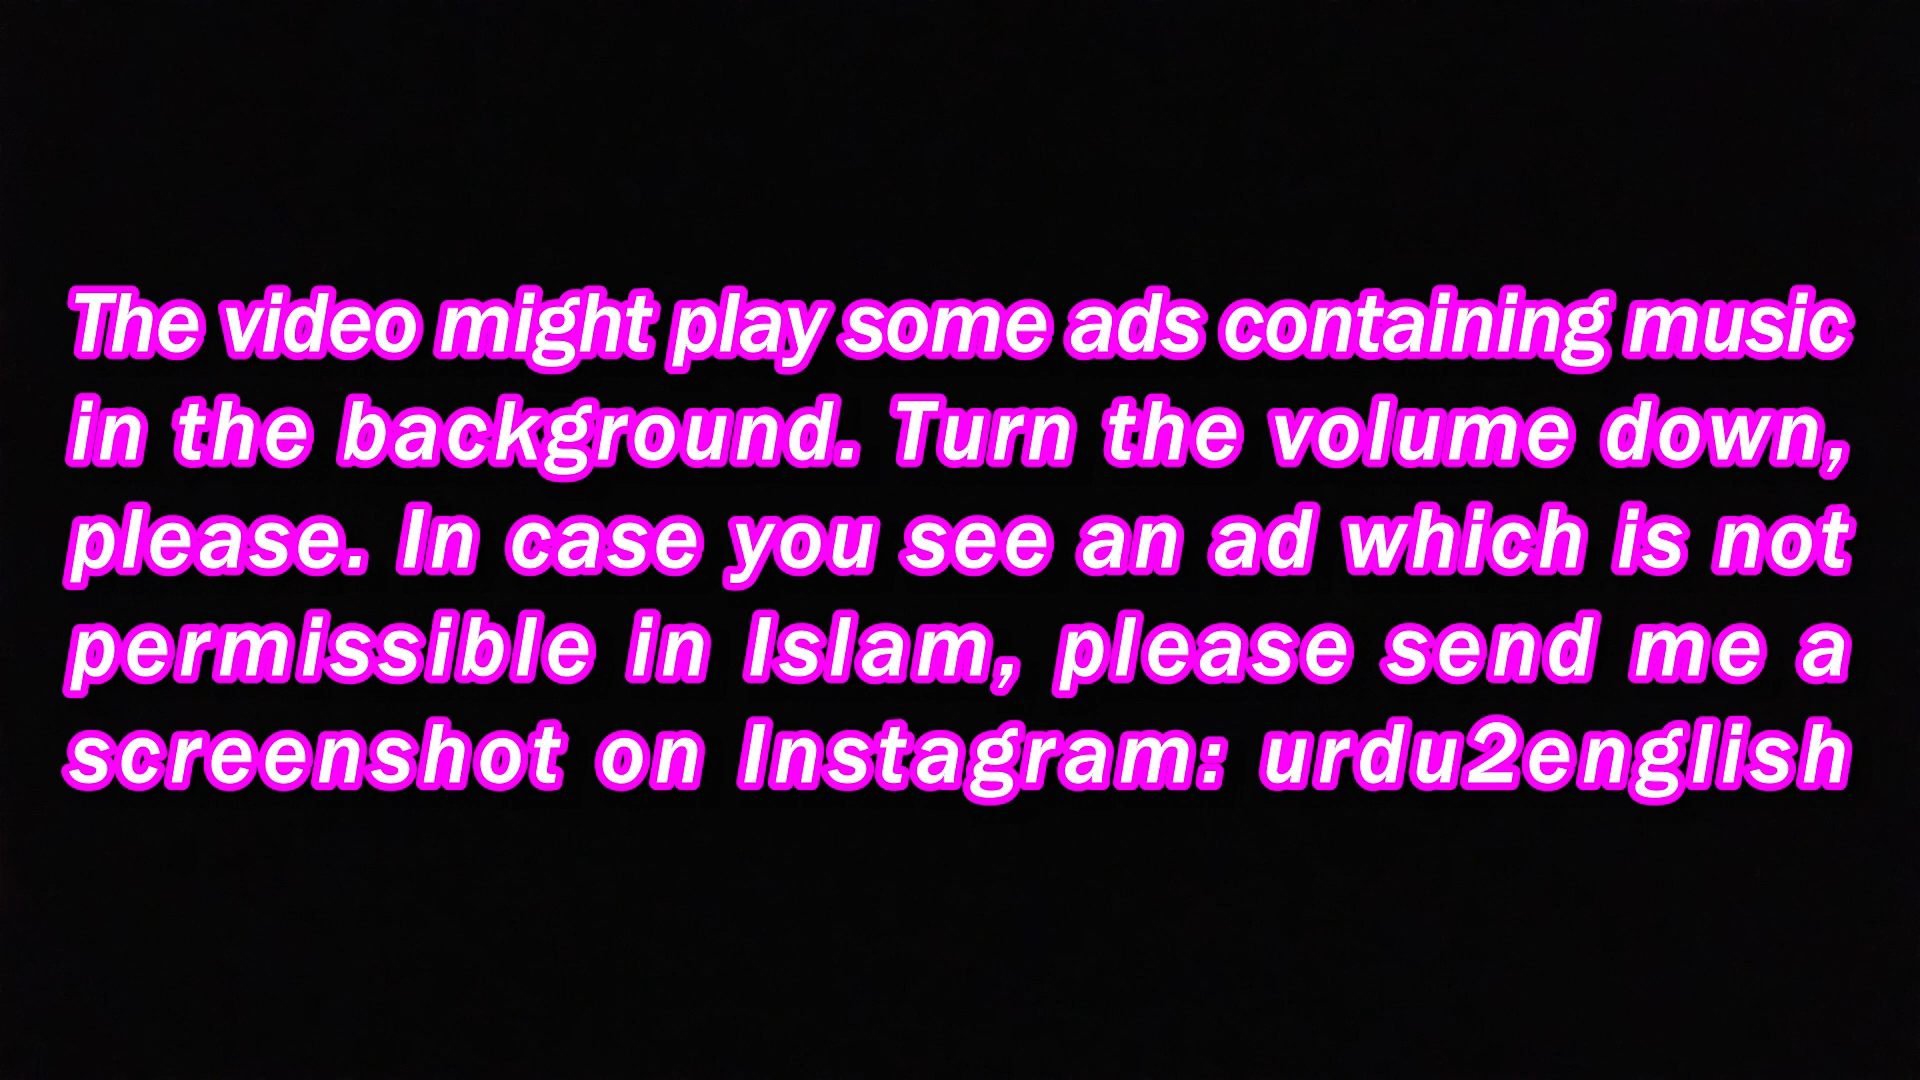 The video might play some ads containing music
in the background. Turn the volume down,
please. In case you see an ad which is not
permissible in Islam, please send me a
screenshot on Instagram: urdu2english